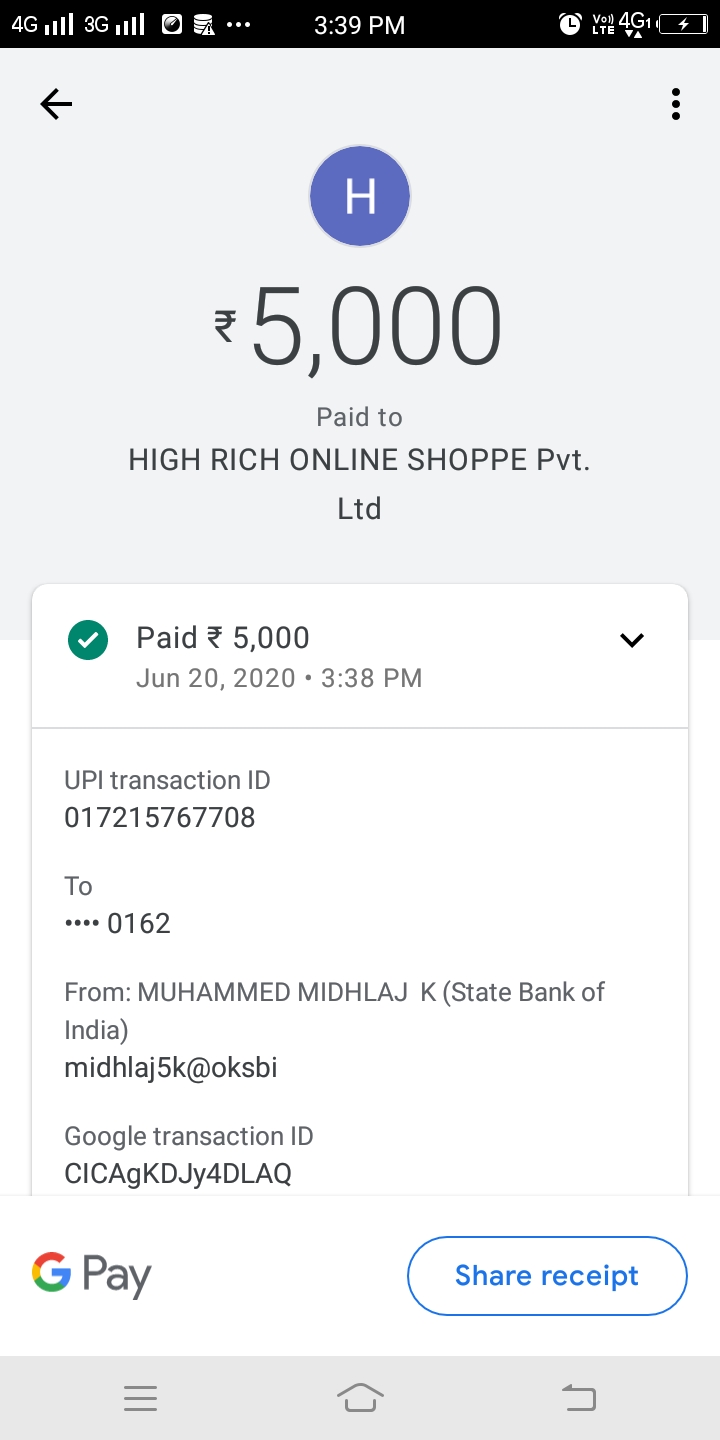 4G 3G 3:39 PM Vo)) LTE 4G1
H
₹5,000
Paid to
HIGH RICH ONLINE SHOPPE Pvt.
Ltd
Paid ₹ 5,000
Jun 20, 2020 • 3:38 PM
UPI transaction ID
017215767708
To
•••• 0162
From: MUHAMMED MIDHLAJ K (State Bank of
India)
midhlaj5k@oksbi
Google transaction ID
CICAgKDJy4DLAQ
G Pay
Share receipt